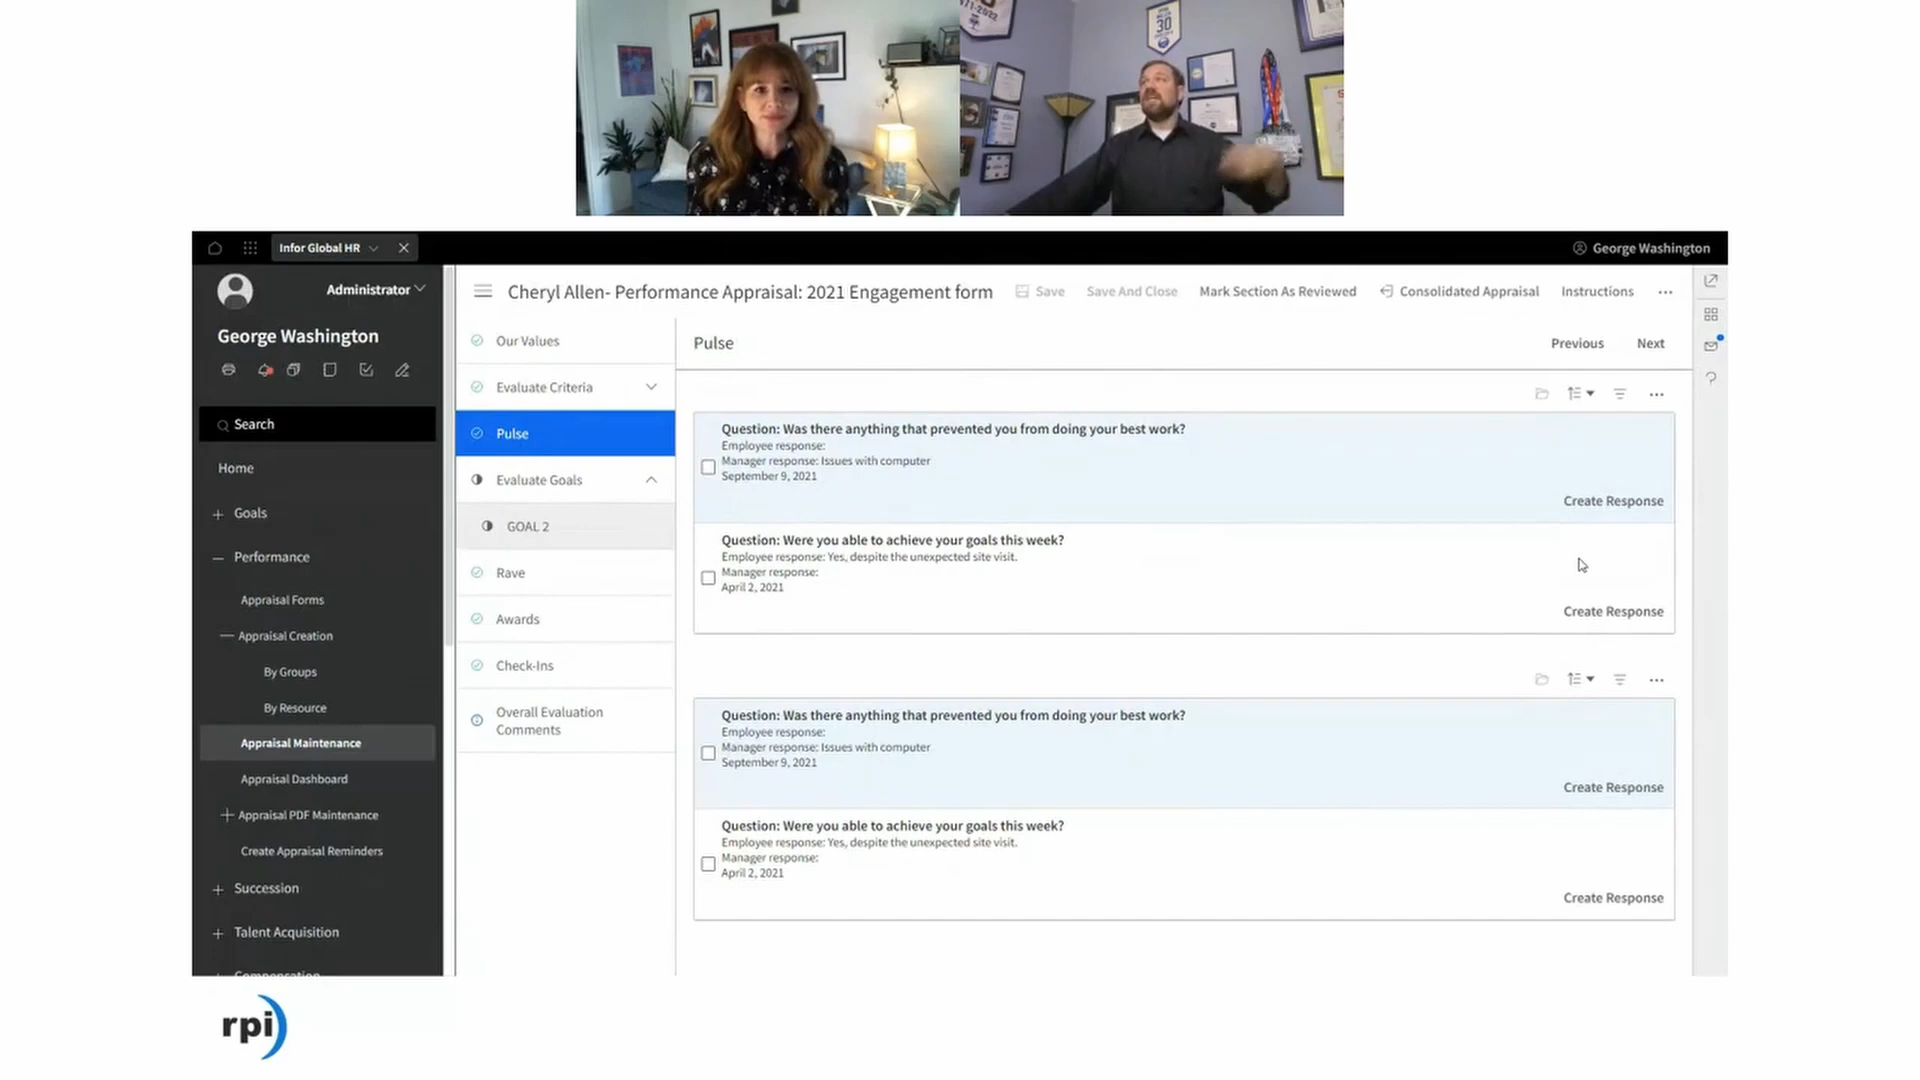 1971-2022
30
Infor Global HR
George Washington
Administrator
George Washington
Search
Home
Goals
Performance
Appraisal Forms
Appraisal Creation
By Groups
By Resource
Appraisal Maintenance
Appraisal Dashboard
Appraisal PDF Maintenance
Create Appraisal Reminders
Succession
Talent Acquisition
Compensation
Cheryl Allen- Performance Appraisal: 2021 Engagement form
Save
Save And Close
Mark Section As Reviewed
Consolidated Appraisal
Instructions
Our Values
Evaluate Criteria
Pulse
Evaluate Goals
GOAL 2
Rave
Awards
Check-Ins
Overall Evaluation
Comments
Pulse
Previous
Next
Question: Was there anything that prevented you from doing your best work?
Employee response:
Manager response: Issues with computer
September 9, 2021
Create Response
Question: Were you able to achieve your goals this week?
Employee response: Yes, despite the unexpected site visit.
Manager response:
April 2, 2021
Create Response
Question: Was there anything that prevented you from doing your best work?
Employee response:
Manager response: Issues with computer
September 9, 2021
Create Response
Question: Were you able to achieve your goals this week?
Employee response: Yes, despite the unexpected site visit.
Manager response:
April 2, 2021
Create Response
rpi